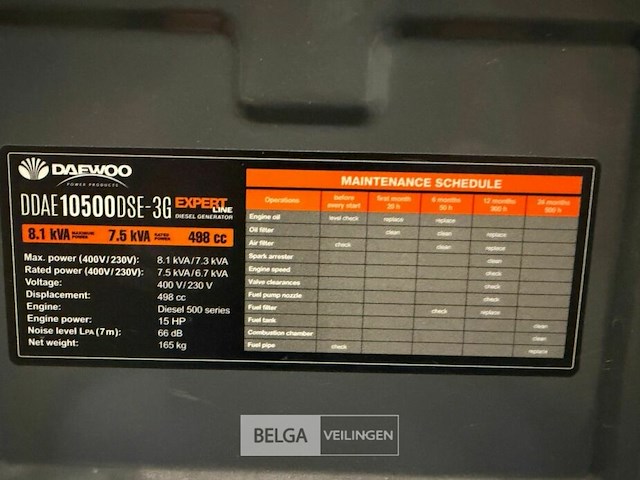 DAEWOO
POWER PRODUCTS
DDAE10500DSE-3G EXPERT LINE
DIESEL GENERATOR
8.1 kVA MAXIMUM POWER 7.5 kVA RATED POWER 498 cc
Max. power (400V/230V): 8.1 kVA/7.3 kVA
Rated power (400V/230V): 7.5 kVA/6.7 kVA
Voltage: 400 V/230 V
Displacement: 498 cc
Engine: Diesel 500 series
Engine power: 15 HP
Noise level LPA (7m): 66 dB
Net weight: 165 kg
MAINTENANCE SCHEDULE
Operations before every start first month 20 h 6 months 50 h 12 months 300 h 24 months 500 h
Engine oil level check replace replace
Oil filter clean clean replace
Air filter check clean replace
Spark arrester clean
Engine speed check
Valve clearances check
Fuel pump nozzle check
Fuel filter check replace
Fuel tank clean
Combustion chamber clean
Fuel pipe check replace
BELGA VEILINGEN